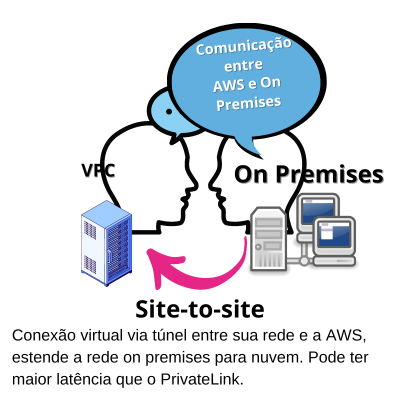 Comunicação
entre
AWS e On
Premises
VPC
On Premises
Site-to-site
Conexão virtual via túnel entre sua rede e a AWS,
estende a rede on premises para nuvem. Pode ter
maior latência que o PrivateLink.